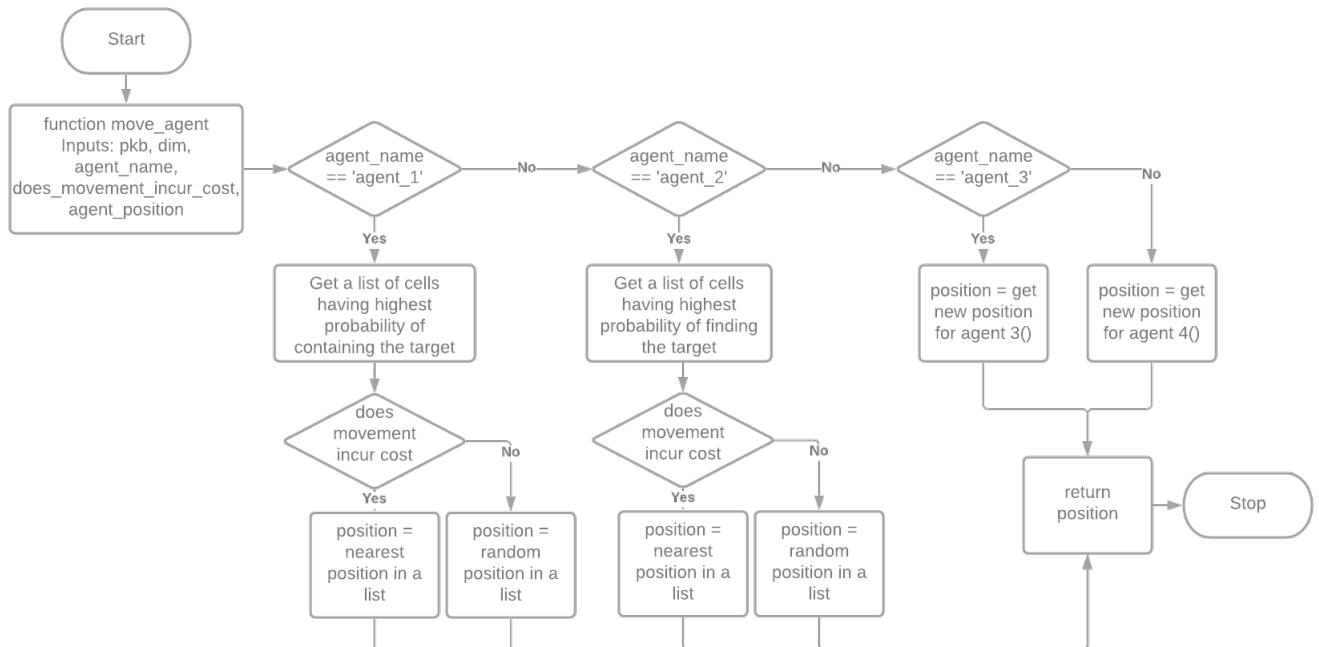 Start
function move_agent
Inputs: pkb, dim,
agent_name,
does_movement_incur_cost,
agent_position
agent_name
== 'agent_1'
No
agent_name
== 'agent_2'
No
agent_name
== 'agent_3'
No
Yes
Yes
Yes
Get a list of cells
having highest
probability of
containing the target
Get a list of cells
having highest
probability of finding
the target
position = get
new position
for agent 3()
position = get
new position
for agent 4()
does
movement
incur cost
No
does
movement
incur cost
No
Yes
Yes
position =
nearest
position in a
list
position =
random
position in a
list
position =
nearest
position in a
list
position =
random
position in a
list
return
position
Stop